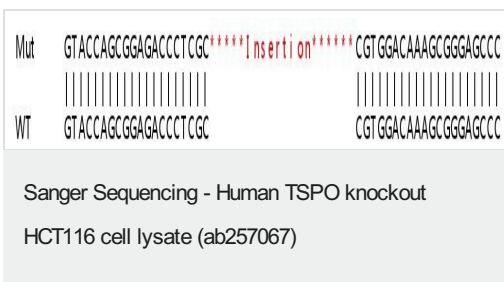 Mut GTACCAGCGGAGACCCTCGC*****Insertion******CGTGGACAAAGCGGGAGCCC
WT GTACCAGCGGAGACCCTCGC CGTGGACAAAGCGGGAGCCC
Sanger Sequencing - Human TSPO knockout
HCT116 cell lysate (ab257067)